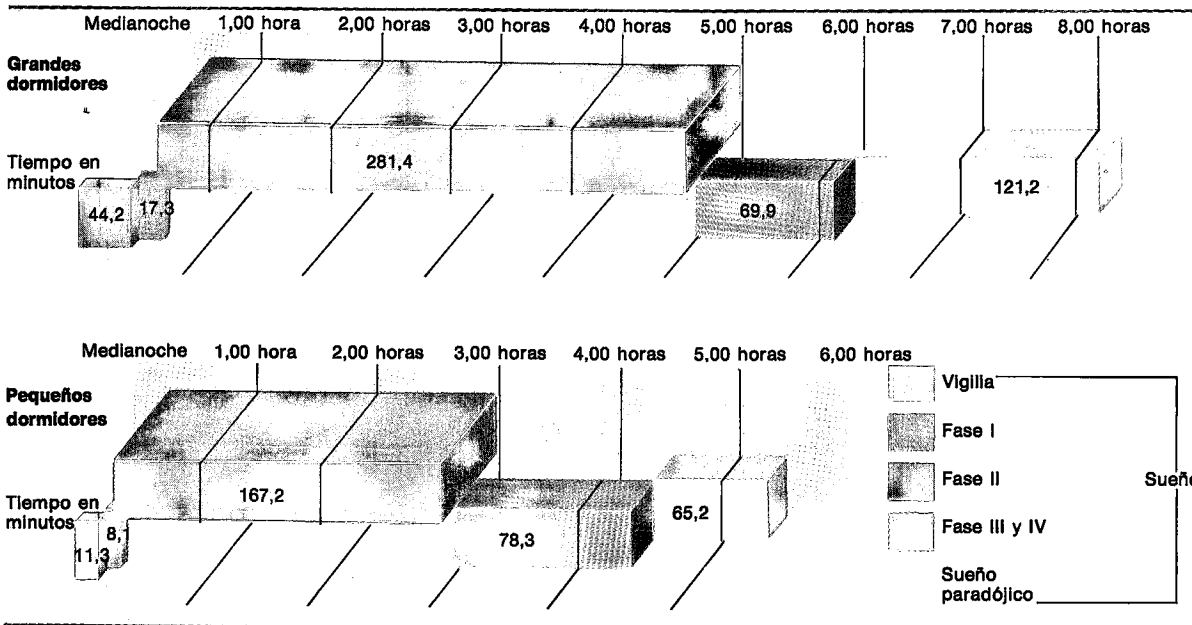 Medianoche 1,00 hora 2,00 horas 3,00 horas 4,00 horas 5,00 horas 6,00 horas 7,00 horas 8,00 horas
Grandes
dormidores
Tiempo en
minutos
44,2 17,3 281,4 69,9 121,2
Medianoche 1,00 hora 2,00 horas 3,00 horas 4,00 horas 5,00 horas 6,00 horas
Pequeños
dormidores
Tiempo en
minutos
11,3 8, 167,2 78,3 65,2
Vigilia
Fase I
Fase II
Sueño
Fase III y IV
Sueño
paradójico